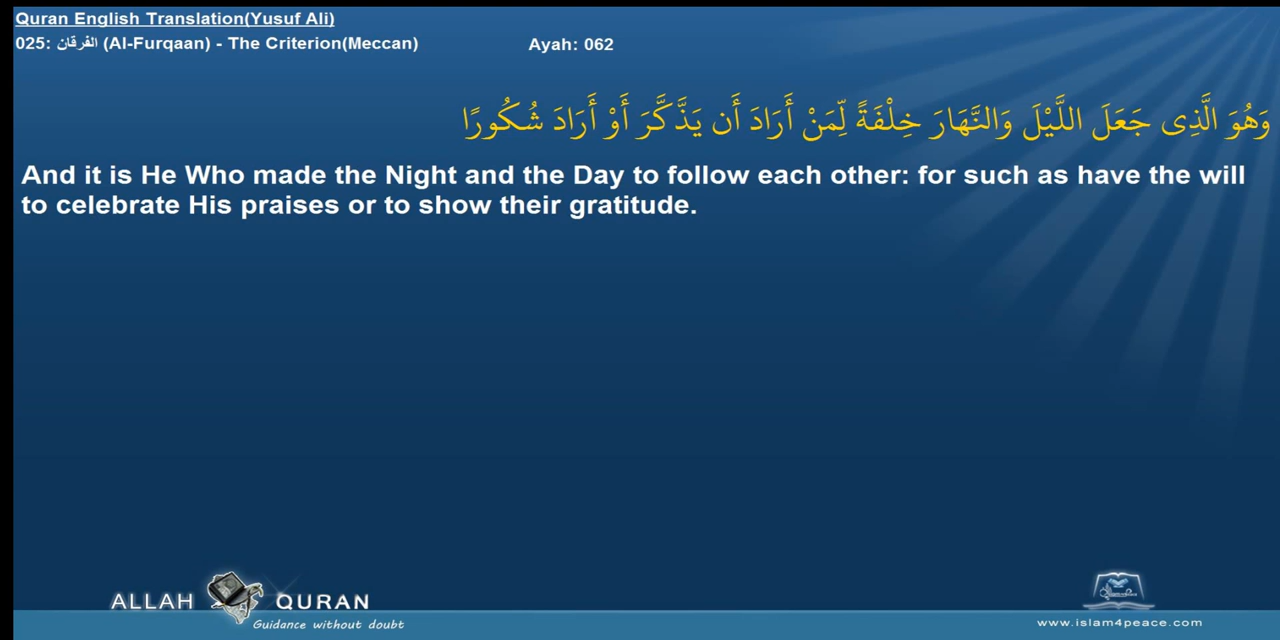 Quran English Translation(Yusuf Ali)
025: الفرقان (Al-Furqaan) - The Criterion(Meccan) Ayah: 062
وَهُوَ الَّذِى جَعَلَ اللَّيْلَ وَالنَّهَارَ خِلْفَةً لِّمَنْ أَرَادَ أَن يَذَّكَّرَ أَوْ أَرَادَ شُكُورًا
And it is He Who made the Night and the Day to follow each other: for such as have the will
to celebrate His praises or to show their gratitude.
ALLAH QURAN
Guidance without doubt
www.islam4peace.com